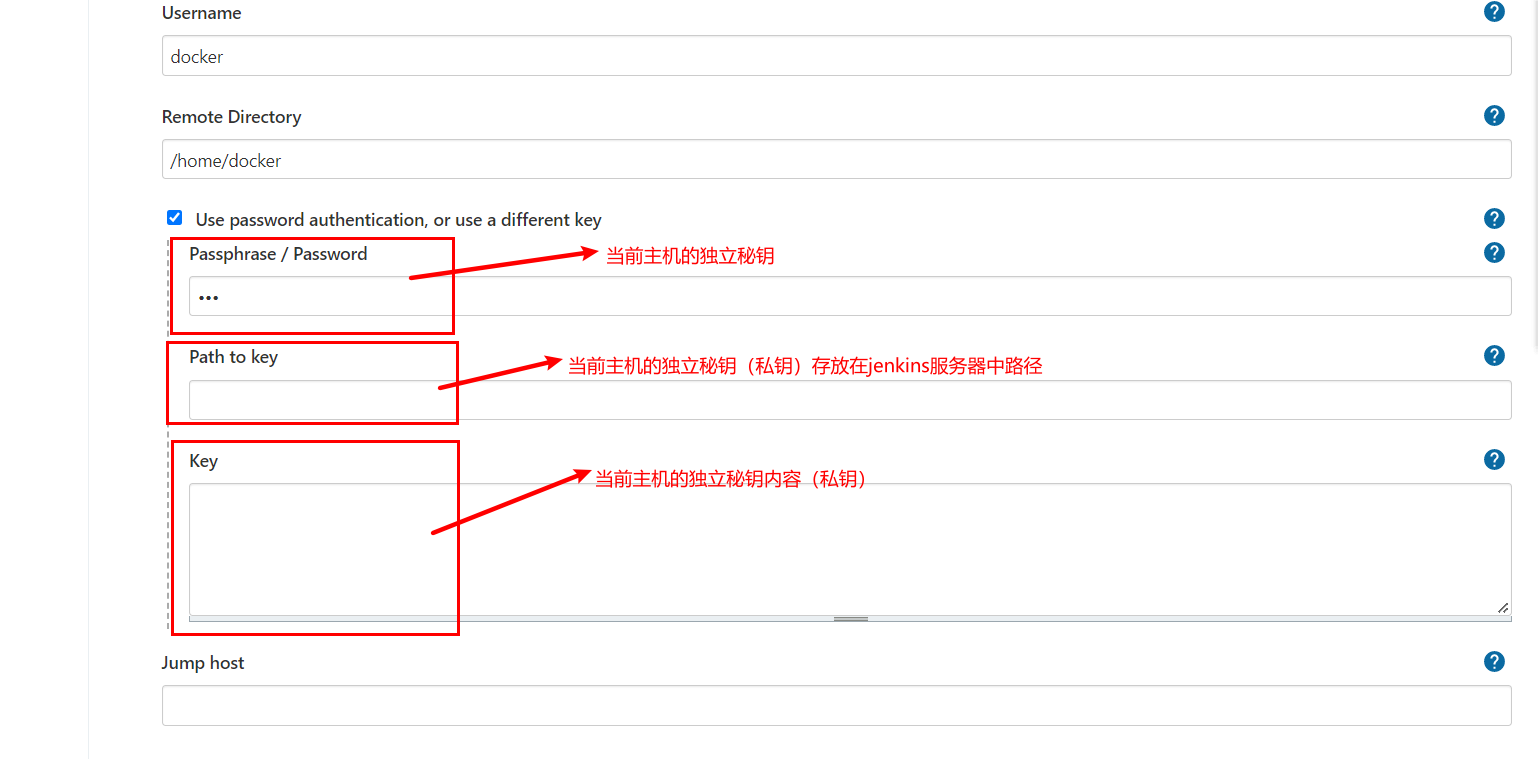 Username
docker
Remote Directory
/home/docker
Use password authentication, or use a different key
Passphrase / Password
当前主机的独立秘钥
•••
Path to key
当前主机的独立秘钥（私钥）存放在jenkins服务器中路径
Key
当前主机的独立秘钥内容（私钥）
Jump host